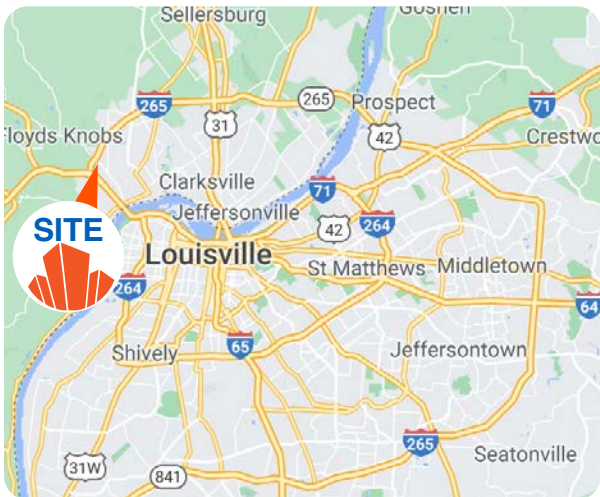 Sellersburg
Goshen
265
265
Prospect
71
31
42
Floyds Knobs
Crestwo
Clarksville
71
Jeffersonville
42
264
SITE
Louisville
St Matthews
Middletown
264
64
65
Shively
Jeffersontown
265
Seatonville
31W
841